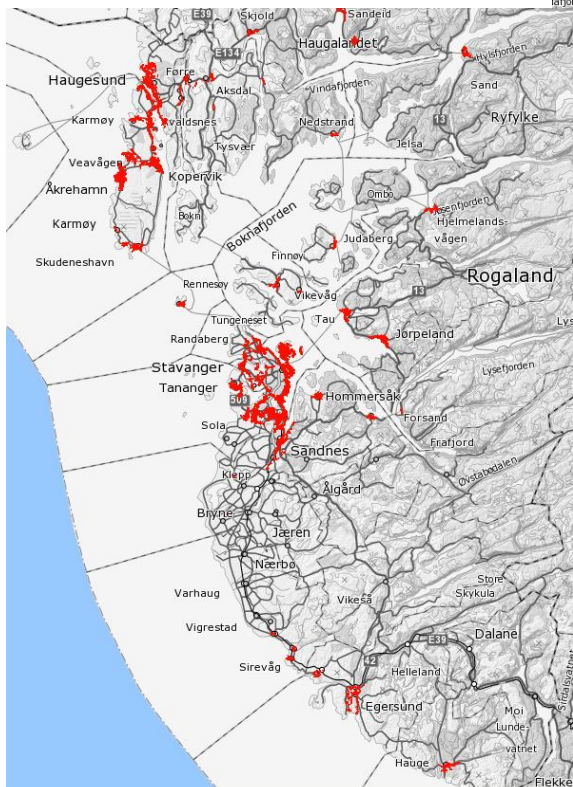 Skjold
Sandeid
E39
Haugalandet
E134
Hylsfjorden
Haugesund
Førre
Aksdal
Vindafjorden
Sand
Karmøy
Nedstrand
13
Ryfylke
Tysvær
Jelsa
Veavågen
Kopervik
Åkrehamn
Ombo
Bokn
Karmøy
Boknafjorden
Hjelmelands-
vågen
Judaberg
Finnøy
Skudeneshavn
Rogaland
Rennesøy
Vikevåg
13
Tungeneset
Tau
Randaberg
Jørpeland
Stavanger
Lysefjorden
Tananger
Hommersåk
509
Forsand
Sola
Frafjord
Sandnes
Øvstabødalen
Klepp
Ålgård
Bryne
Jæren
Nærbø
Store
Skykula
Varhaug
Vikeså
Vigrestad
Dalane
E39
42
Sirevåg
Helleland
Sirdalsvatnet
Egersund
Moi
Lunde-
vatnet
Hauge
Flekke